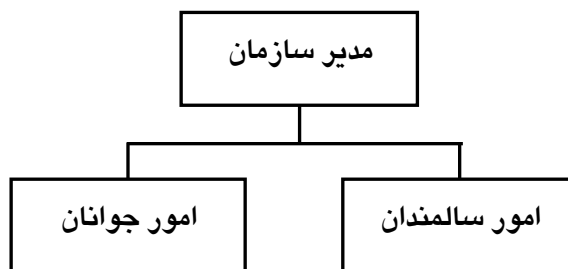 مدیر سازمان
امور سالمندان
امور جوانان